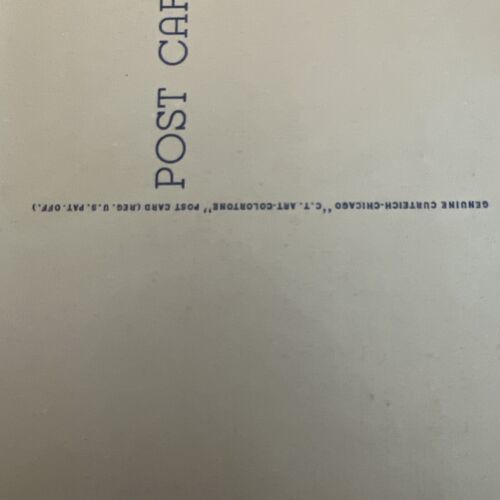 POST CAR
GENUINE CURTEICH-CHICAGO "C.T. ART-COLORTONE" POST CARD (REG. U.S. PAT. OFF.)